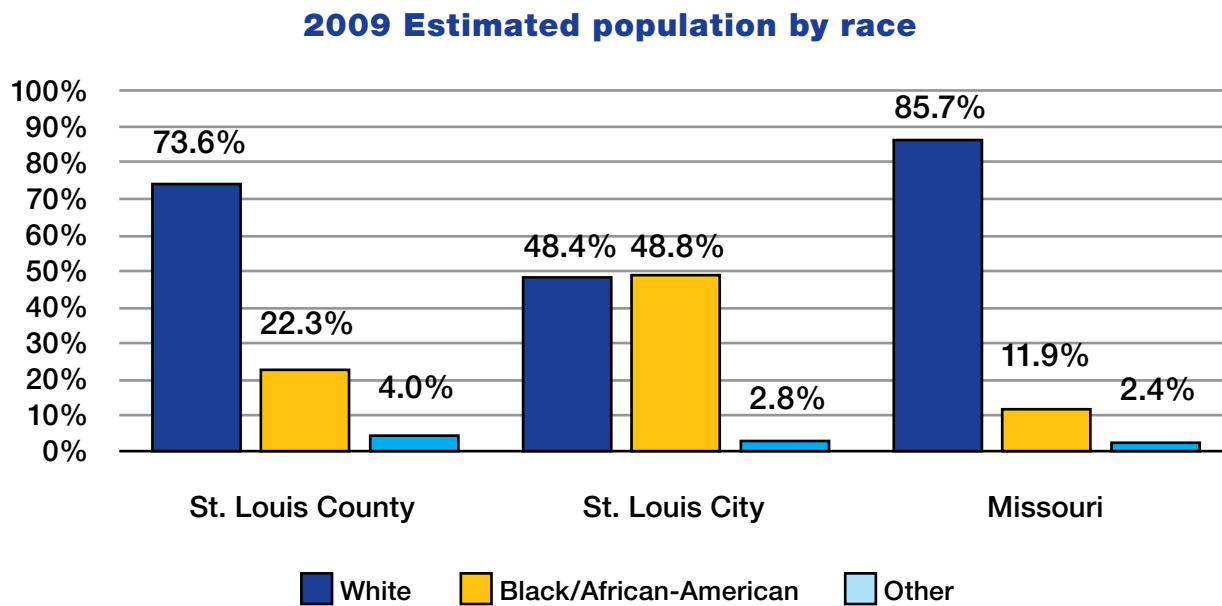 2009 Estimated population by race
100%
90%
80%
70%
60%
50%
40%
30%
20%
10%
0%
73.6%
22.3%
4.0%
48.4%
48.8%
2.8%
85.7%
11.9%
2.4%
St. Louis County
St. Louis City
Missouri
White
Black/African-American
Other